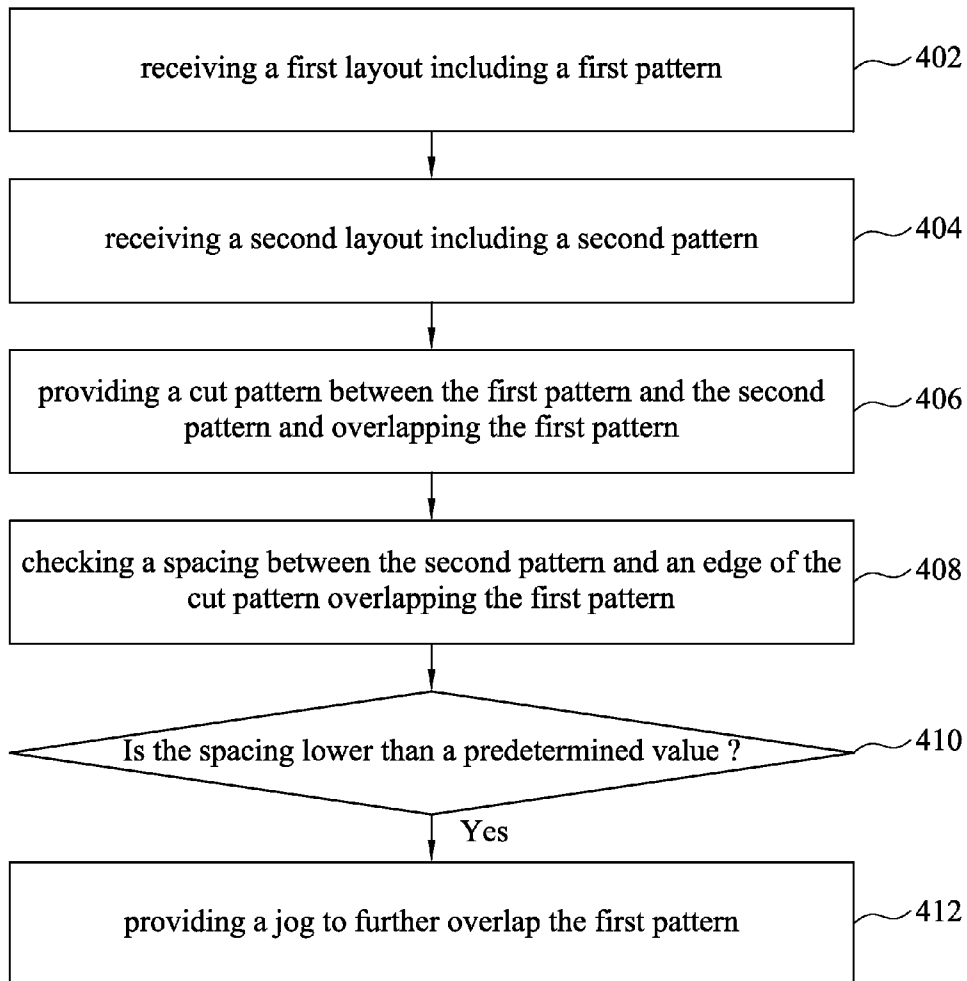 receiving a first layout including a first pattern
402
receiving a second layout including a second pattern
404
providing a cut pattern between the first pattern and the second
pattern and overlapping the first pattern
406
checking a spacing between the second pattern and an edge of the
cut pattern overlapping the first pattern
408
Is the spacing lower than a predetermined value ?
410
Yes
providing a jog to further overlap the first pattern
412